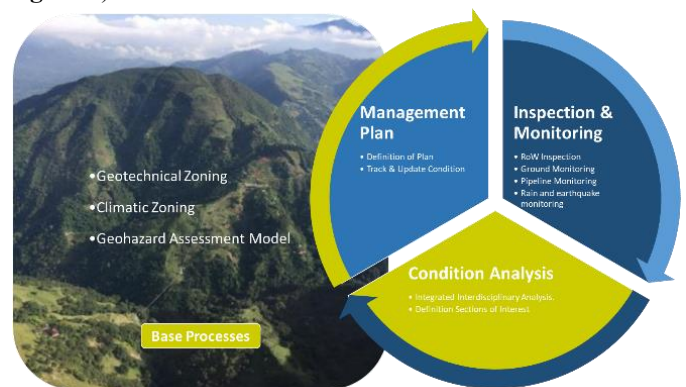 •Geotechnical Zoning
•Climatic Zoning
•Geohazard Assessment Model
Base Processes
Management
Plan
• Definition of Plan
• Track & Update Condition
Inspection &
Monitoring
• RoW Inspection
• Ground Monitoring
• Pipeline Monitoring
• Rain and earthquake
monitoring
Condition Analysis
• Integrated Interdisciplinary Analysis.
• Definition Sections of Interest